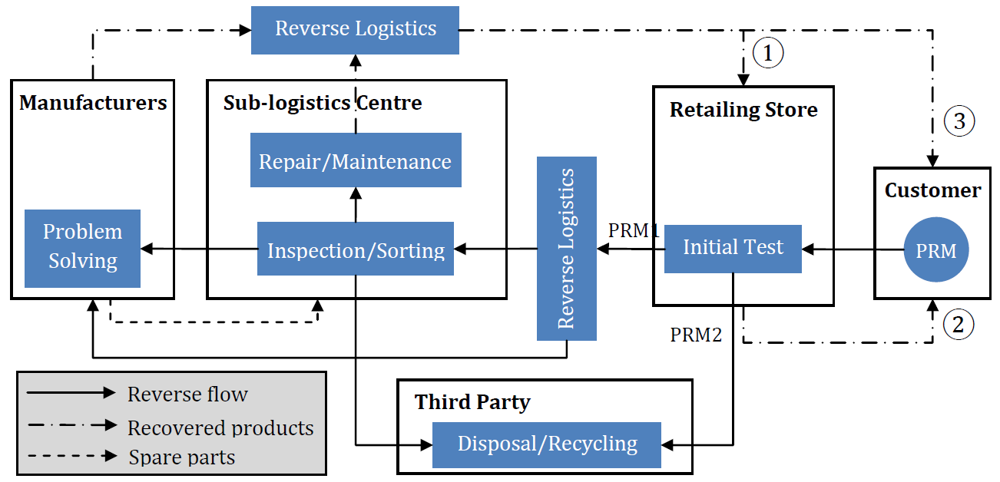 Reverse Logistics
①
Manufacturers
Sub-logistics Centre
Retailing Store
③
Repair/Maintenance
Customer
Reverse Logistics
Problem
Solving
Inspection/Sorting
PRM1
Initial Test
PRM
②
PRM2
Reverse flow
Recovered products
Spare parts
Third Party
Disposal/Recycling